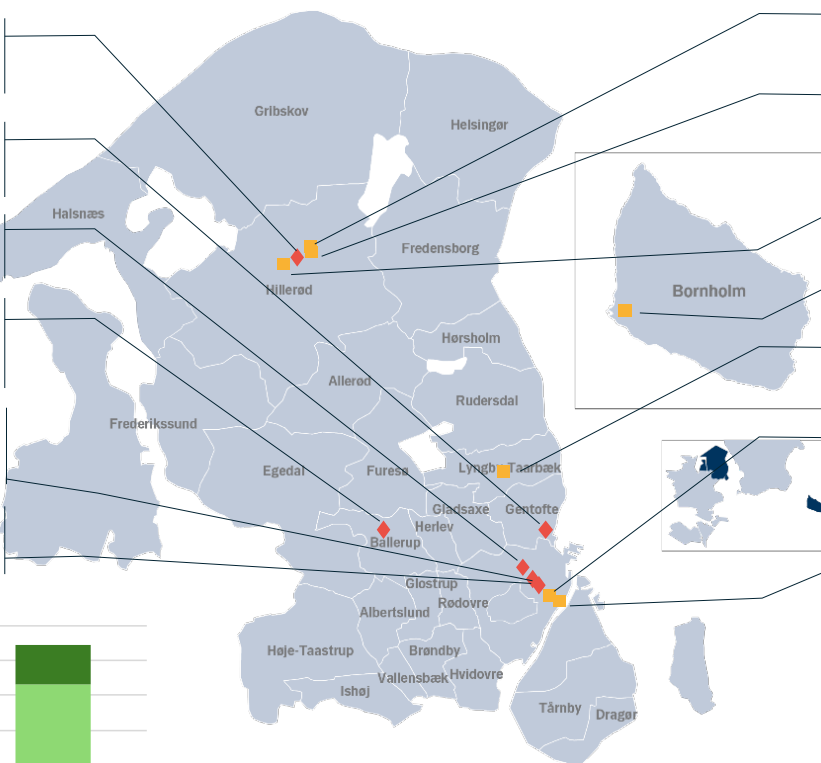 Gribskov
Helsingør
Halsnæs
Fredensborg
Hillerød
Bornholm
Hørsholm
Allerød
Rudersdal
Frederikssund
Egedal
Furesø
Lyngby-Taarbæk
Gladsaxe
Gentofte
Herlev
Ballerup
Glostrup
Rødovre
Albertslund
Høje-Taastrup
Brøndby
Vallensbæk
Hvidovre
Ishøj
Tårnby
Dragør